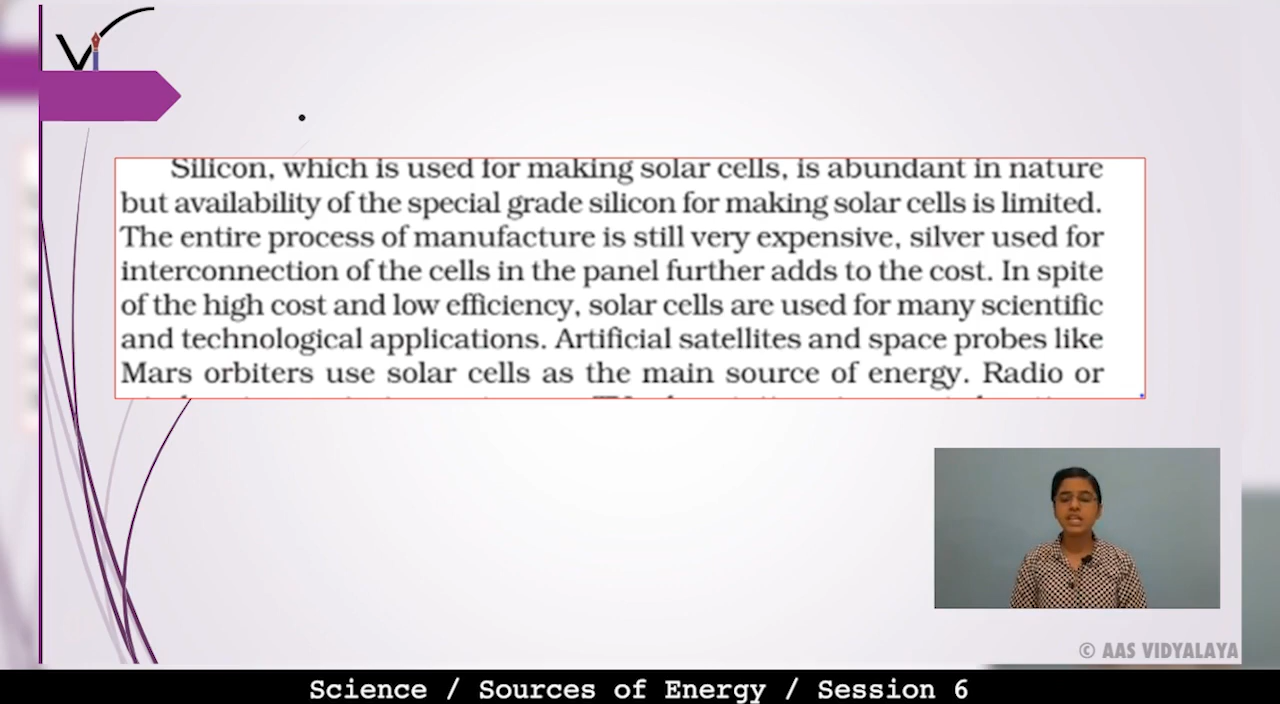 Silicon, which is used for making solar cells, is abundant in nature
but availability of the special grade silicon for making solar cells is limited.
The entire process of manufacture is still very expensive, silver used for
interconnection of the cells in the panel further adds to the cost. In spite
of the high cost and low efficiency, solar cells are used for many scientific
and technological applications. Artificial satellites and space probes like
Mars orbiters use solar cells as the main source of energy. Radio or
© AAS VIDYALAYA
Science / Sources of Energy / Session 6